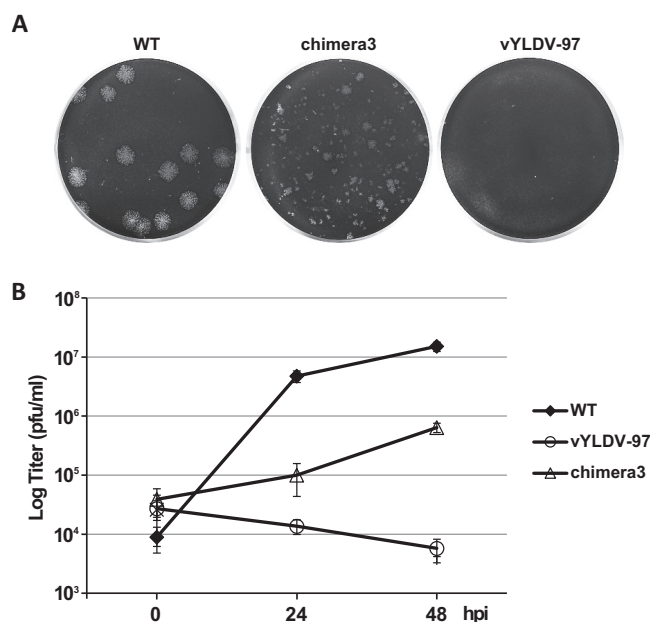 A
WT chimera3 vYLDV-97
B
10⁸
10⁷
10⁶
10⁵
10⁴
10³
Log Titer (pfu/ml)
0 24 48 hpi
WT
vYLDV-97
chimera3